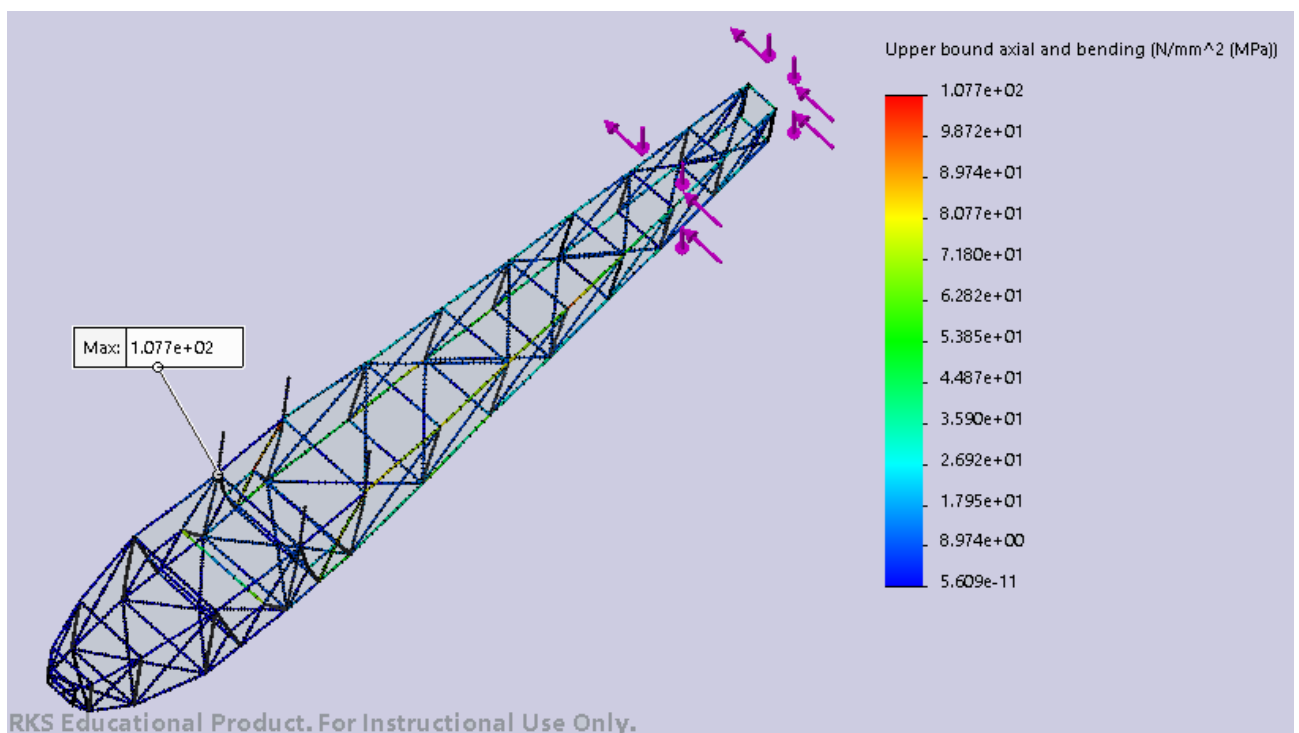 Upper bound axial and bending (N/mm^2 (MPa))
1.077e+02
9.872e+01
8.974e+01
8.077e+01
7.180e+01
6.282e+01
5.385e+01
4.487e+01
3.590e+01
2.692e+01
1.795e+01
8.974e+00
5.609e-11
Max: 1.077e+02
RKS Educational Product. For Instructional Use Only.